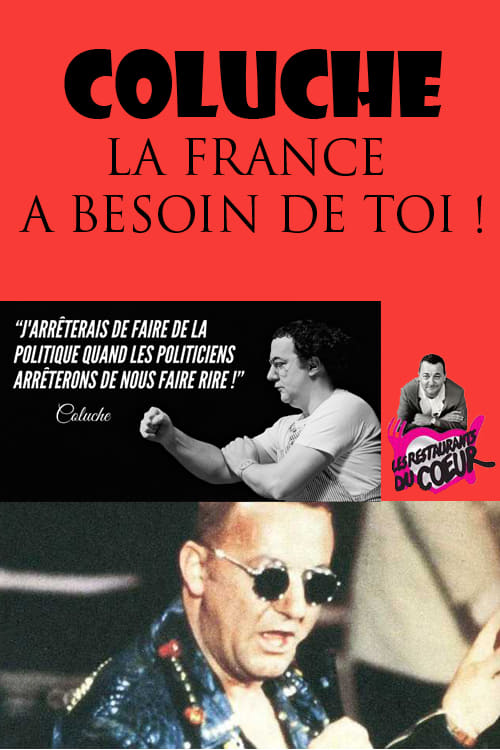 COLUCHE
LA FRANCE
A BESOIN DE TOI !
“J'ARRÊTERAIS DE FAIRE DE LA
POLITIQUE QUAND LES POLITICIENS
ARRÊTERONS DE NOUS FAIRE RIRE !”
Coluche
LES RESTAURANTS
DU CŒUR